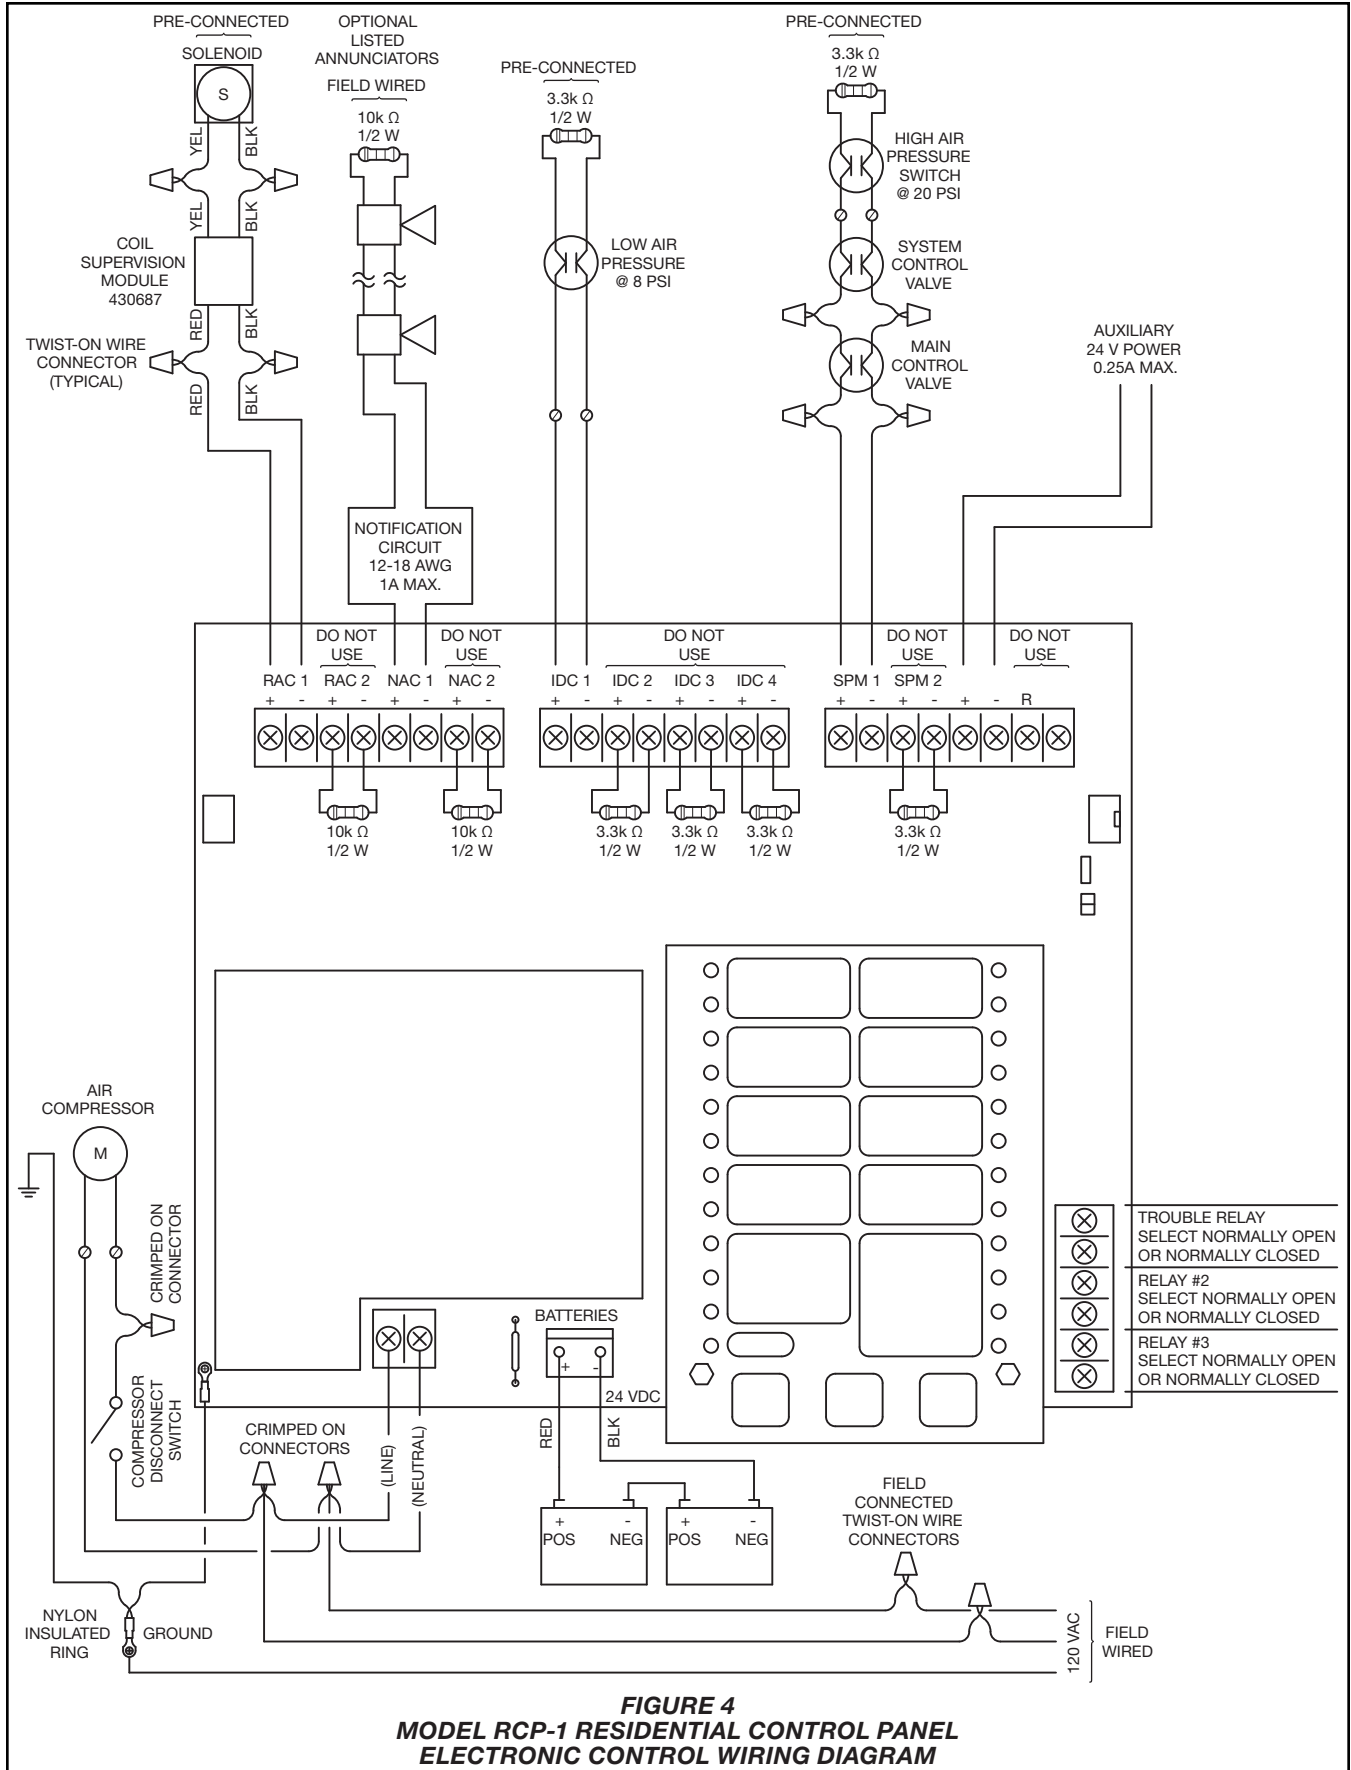 PRE-CONNECTED
SOLENOID
S
YEL
BLK
YEL
BLK
COIL
SUPERVISION
MODULE
430687
RED
BLK
TWIST-ON WIRE
CONNECTOR
(TYPICAL)
RED
BLK
OPTIONAL
LISTED
ANNUNCIATORS
FIELD WIRED
10k Ω
1/2 W
NOTIFICATION
CIRCUIT
12-18 AWG
1A MAX.
PRE-CONNECTED
3.3k Ω
1/2 W
LOW AIR
PRESSURE
@ 8 PSI
PRE-CONNECTED
3.3k Ω
1/2 W
HIGH AIR
PRESSURE
SWITCH
@ 20 PSI
SYSTEM
CONTROL
VALVE
MAIN
CONTROL
VALVE
AUXILIARY
24 V POWER
0.25A MAX.
DO NOT
USE
DO NOT
USE
DO NOT
USE
DO NOT
USE
DO NOT
USE
RAC 1 RAC 2 NAC 1 NAC 2
+ - + - + - + -
IDC 1 IDC 2 IDC 3 IDC 4
+ - + - + - + -
SPM 1 SPM 2
+ - + - + - R
10k Ω
1/2 W
10k Ω
1/2 W
3.3k Ω
1/2 W
3.3k Ω
1/2 W
3.3k Ω
1/2 W
3.3k Ω
1/2 W
AIR
COMPRESSOR
M
CRIMPED ON
CONNECTOR
COMPRESSOR
DISCONNECT
SWITCH
CRIMPED ON
CONNECTORS
(LINE)
(NEUTRAL)
BATTERIES
+ -
24 VDC
RED
BLK
+ - + -
POS NEG POS NEG
TROUBLE RELAY
SELECT NORMALLY OPEN
OR NORMALLY CLOSED
RELAY #2
SELECT NORMALLY OPEN
OR NORMALLY CLOSED
RELAY #3
SELECT NORMALLY OPEN
OR NORMALLY CLOSED
FIELD
CONNECTED
TWIST-ON WIRE
CONNECTORS
NYLON
INSULATED
RING
GROUND
120 VAC
FIELD
WIRED
FIGURE 4
MODEL RCP-1 RESIDENTIAL CONTROL PANEL
ELECTRONIC CONTROL WIRING DIAGRAM